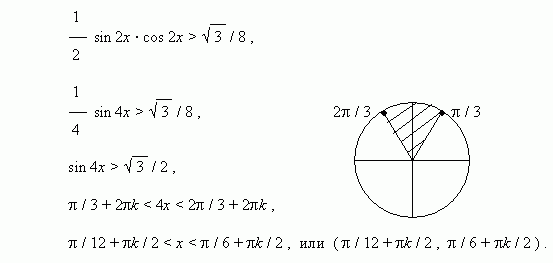 1/2 sin 2x · cos 2x > √3 / 8 ,
1/4 sin 4x > √3 / 8 ,
2π / 3
π / 3
sin 4x > √3 / 2 ,
π / 3 + 2πk < 4x < 2π / 3 + 2πk ,
π / 12 + πk / 2 < x < π / 6 + πk / 2 , или ( π / 12 + πk / 2 , π / 6 + πk / 2 ) .